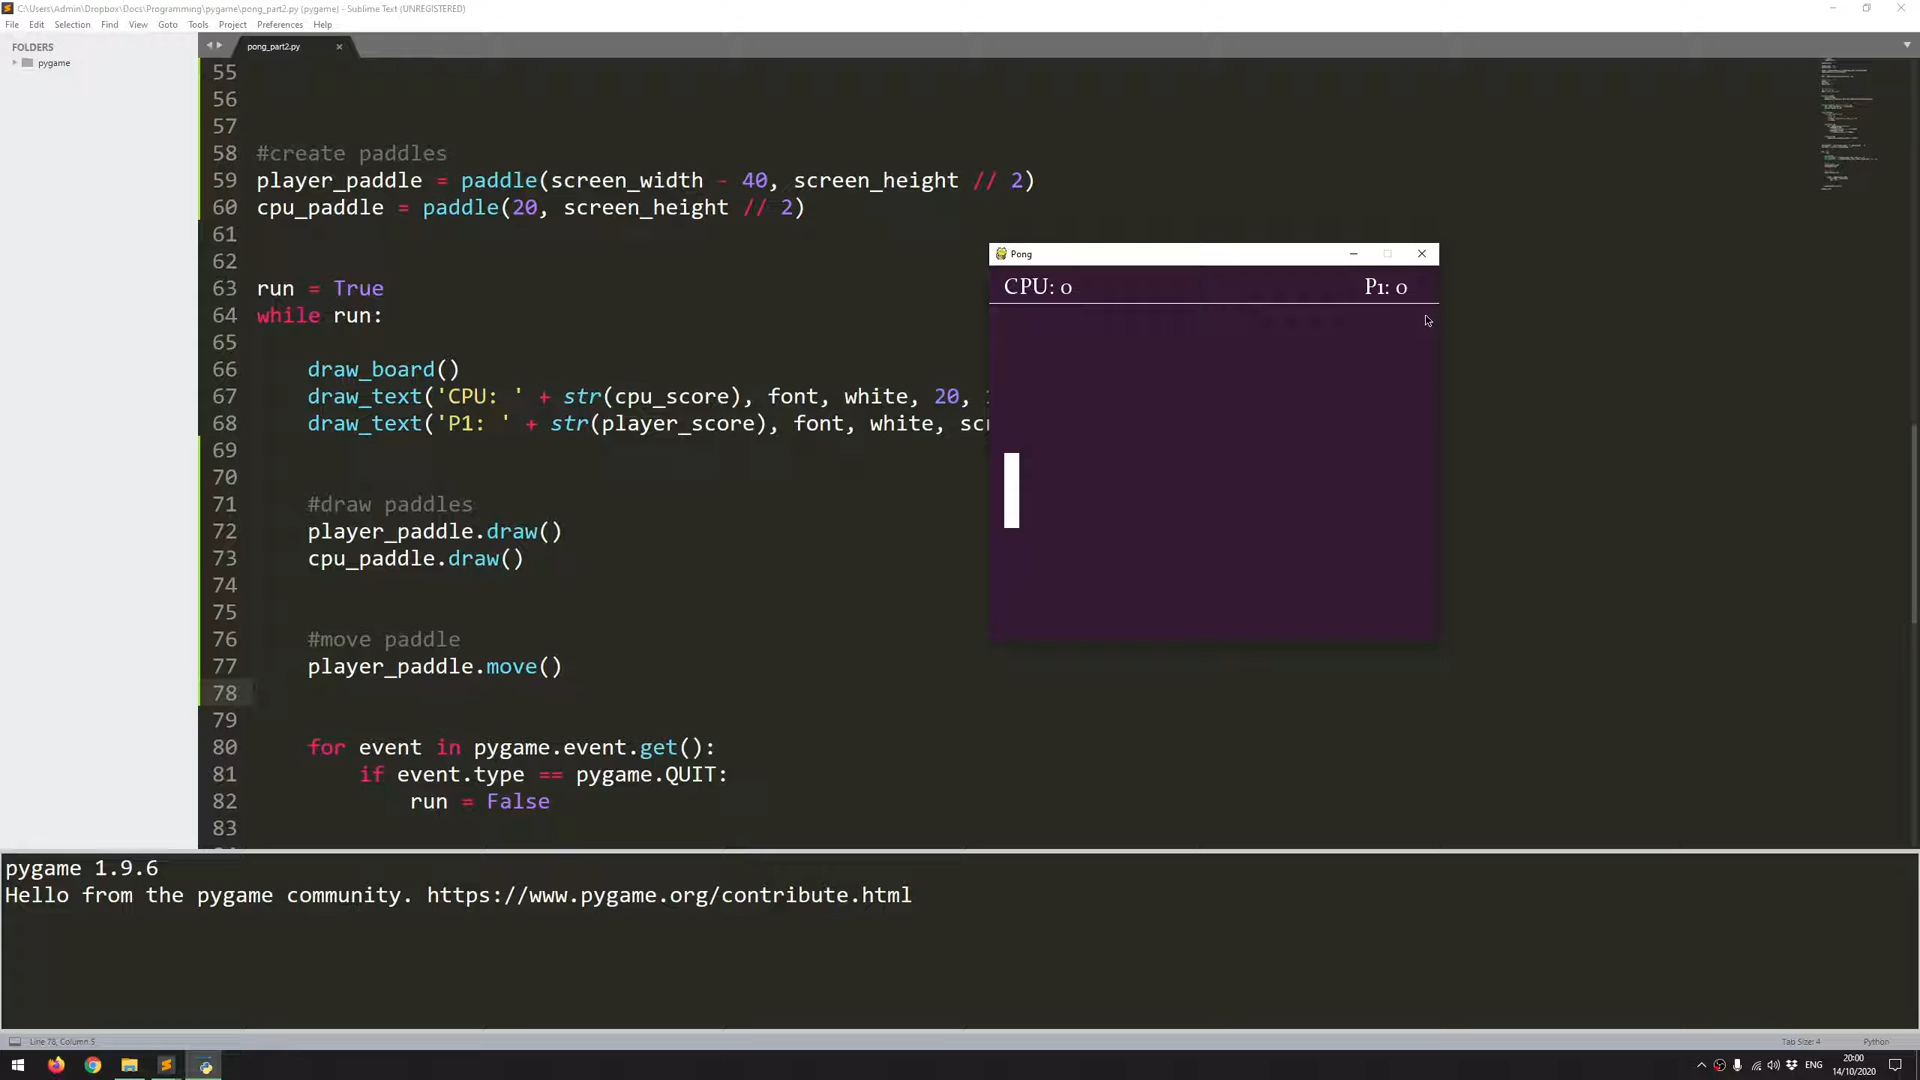 C:\Users\Admin\Dropbox\Docs\Programming\pygame\pong_part2.py (pygame) - Sublime Text (UNREGISTERED)
File Edit Selection Find View Goto Tools Project Preferences Help
FOLDERS
pygame
pong_part2.py
55
56
57
58 #create paddles
59 player_paddle = paddle(screen_width - 40, screen_height // 2)
60 cpu_paddle = paddle(20, screen_height // 2)
61
62
63 run = True
64 while run:
65
66 draw_board()
67 draw_text('CPU: ' + str(cpu_score), font, white, 20,
68 draw_text('P1: ' + str(player_score), font, white, scr
69
70
71 #draw paddles
72 player_paddle.draw()
73 cpu_paddle.draw()
74
75
76 #move paddle
77 player_paddle.move()
78
79
80 for event in pygame.event.get():
81 if event.type == pygame.QUIT:
82 run = False
83
Pong
CPU: 0
P1: 0
pygame 1.9.6
Hello from the pygame community. https://www.pygame.org/contribute.html
Line 78, Column 5
Tab Size: 4
Python
ENG
20:00
14/10/2020